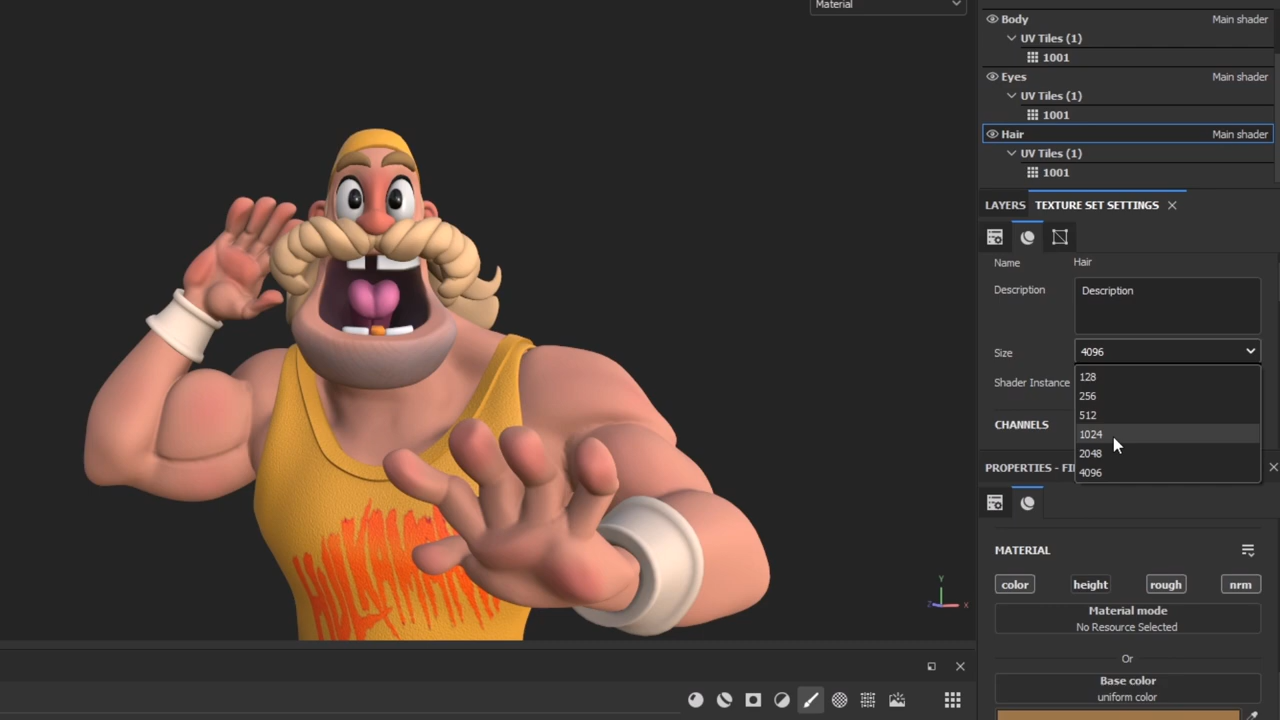 Material
Body Main shader
UV Tiles (1)
1001
Eyes Main shader
UV Tiles (1)
1001
Hair Main shader
UV Tiles (1)
1001
LAYERS TEXTURE SET SETTINGS
Name Hair
Description Description
Size 4096
Shader Instance
128
256
512
1024
2048
4096
CHANNELS
PROPERTIES - FI
MATERIAL
color height rough nrm
Material mode
No Resource Selected
Or
Base color
uniform color
Y
X